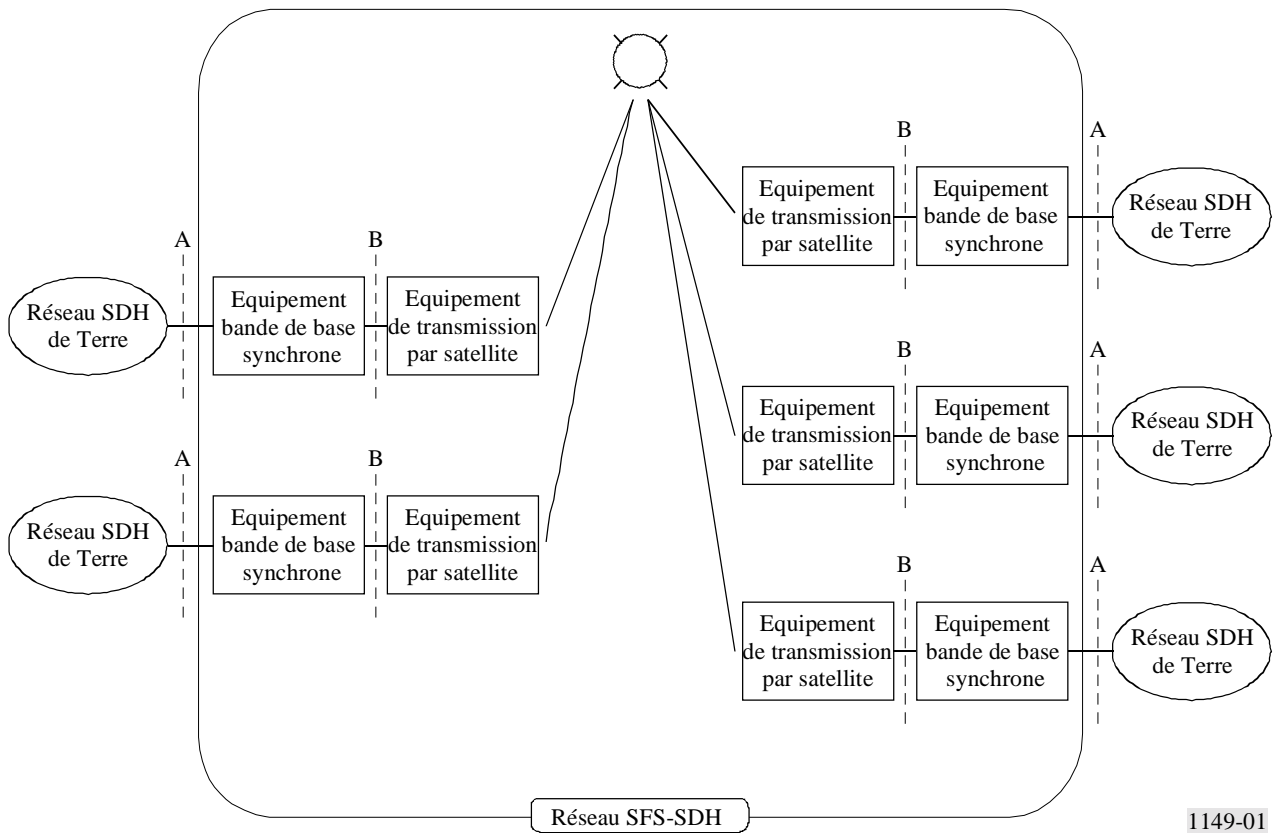 B
A
Equipement
de transmission
par satellite
Equipement
bande de base
synchrone
Réseau SDH
de Terre
A
B
Réseau SDH
de Terre
Equipement
bande de base
synchrone
Equipement
de transmission
par satellite
B
A
Equipement
de transmission
par satellite
Equipement
bande de base
synchrone
Réseau SDH
de Terre
A
B
Réseau SDH
de Terre
Equipement
bande de base
synchrone
Equipement
de transmission
par satellite
B
A
Equipement
de transmission
par satellite
Equipement
bande de base
synchrone
Réseau SDH
de Terre
Réseau SFS-SDH
1149-01